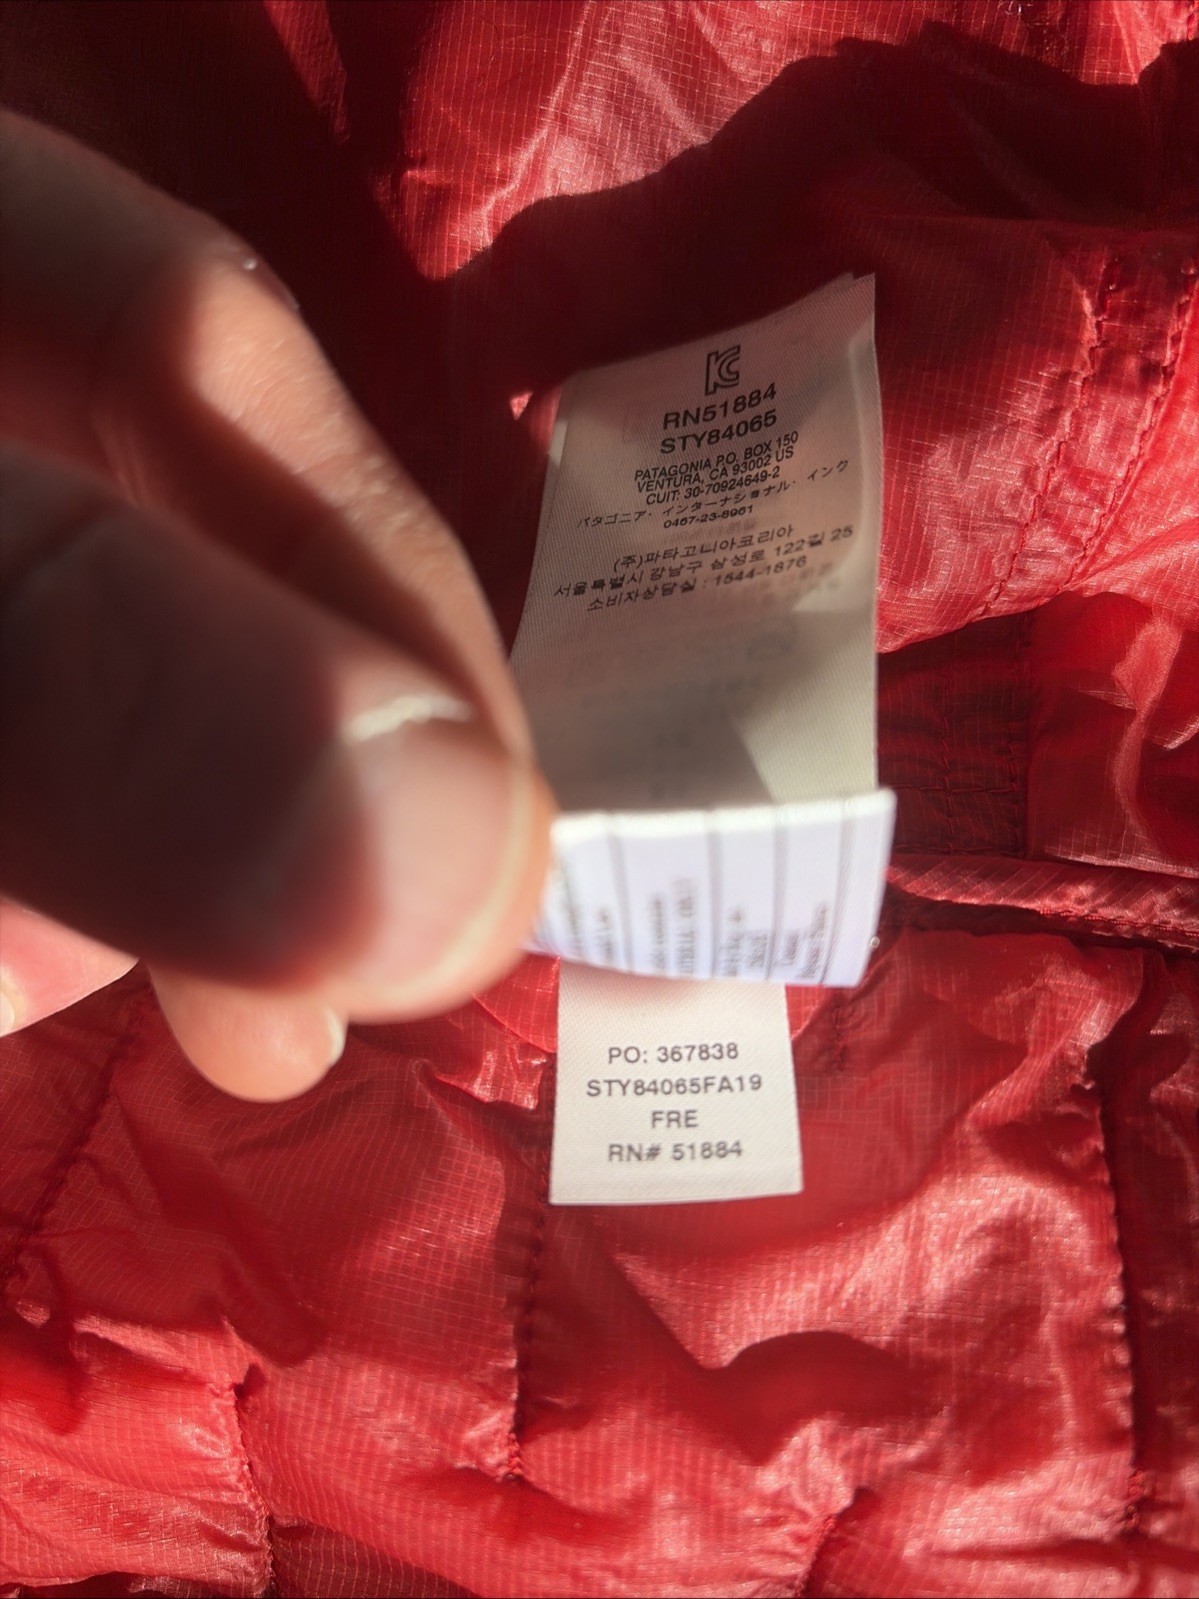 RN51884
STY84065
PATAGONIA P.O. BOX 150
VENTURA, CA 93002 US
CUIT: 30-70924649-2
パタゴニア・インターナショナル・インク
0467-23-8961
(주)파타고니아코리아
서울특별시 강남구 삼성로 122길 25
소비자상담실 : 1544-1876
PO: 367838
STY84065FA19
FRE
RN# 51884